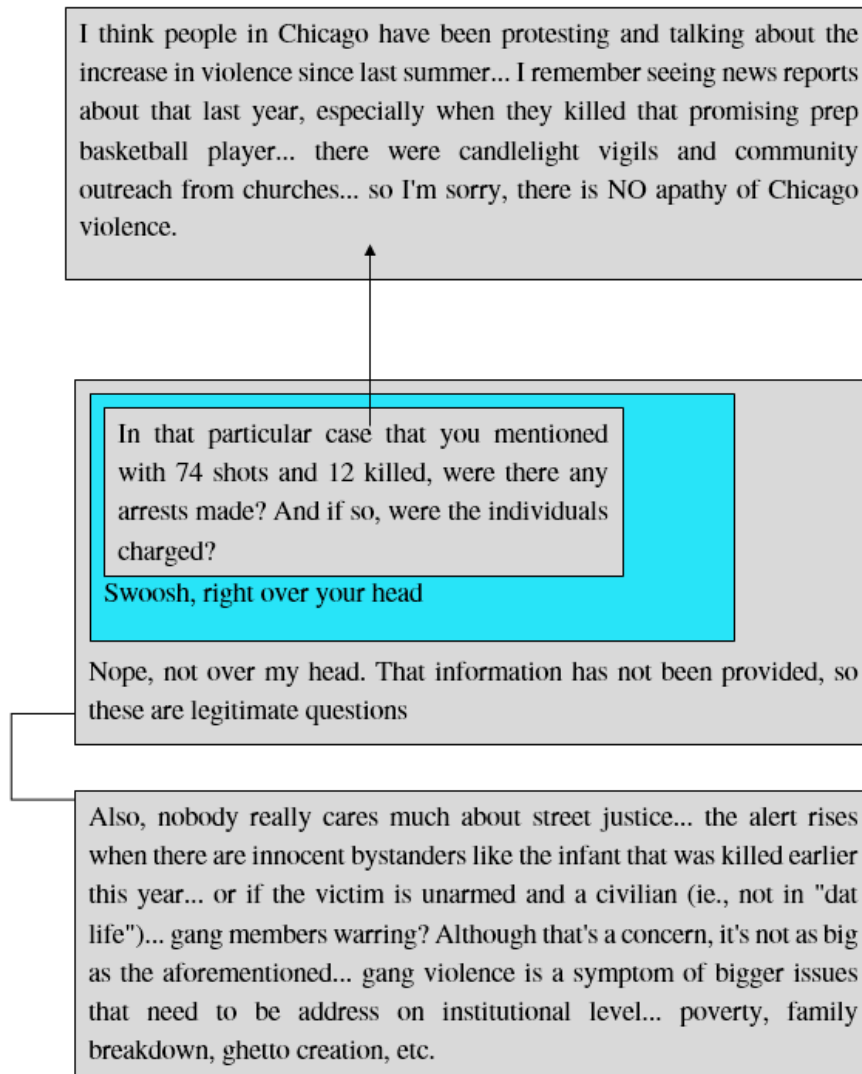 I think people in Chicago have been protesting and talking about the
increase in violence since last summer... I remember seeing news reports
about that last year, especially when they killed that promising prep
basketball player... there were candlelight vigils and community
outreach from churches... so I'm sorry, there is NO apathy of Chicago
violence.
In that particular case that you mentioned
with 74 shots and 12 killed, were there any
arrests made? And if so, were the individuals
charged?
Swoosh, right over your head
Nope, not over my head. That information has not been provided, so
these are legitimate questions
Also, nobody really cares much about street justice... the alert rises
when there are innocent bystanders like the infant that was killed earlier
this year... or if the victim is unarmed and a civilian (ie., not in "dat
life")... gang members warring? Although that's a concern, it's not as big
as the aforementioned... gang violence is a symptom of bigger issues
that need to be address on institutional level... poverty, family
breakdown, ghetto creation, etc.